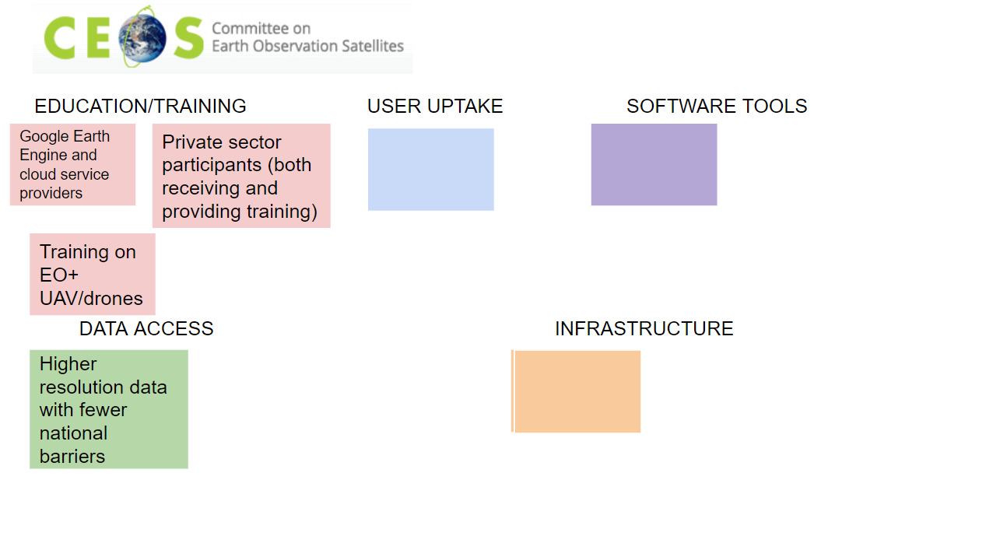 CEOS
Committee on
Earth Observation Satellites
EDUCATION/TRAINING
Google Earth
Engine and
cloud service
providers
Private sector
participants (both
receiving and
providing training)
Training on
EO+
UAV/drones
USER UPTAKE
SOFTWARE TOOLS
DATA ACCESS
Higher
resolution data
with fewer
national
barriers
INFRASTRUCTURE